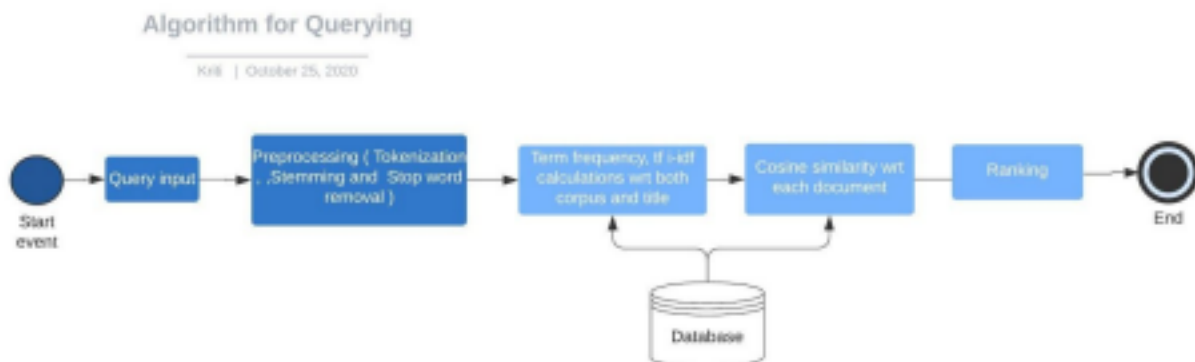 Algorithm for Querying
Kriti | October 25, 2020
Query input
Preprocessing ( Tokenization
, ,Stemming and Stop word
removal )
Term frequency, tf i-idf
calculations wrt both
corpus and title
Cosine similarity wrt
each document
Ranking
Start
event
End
Database